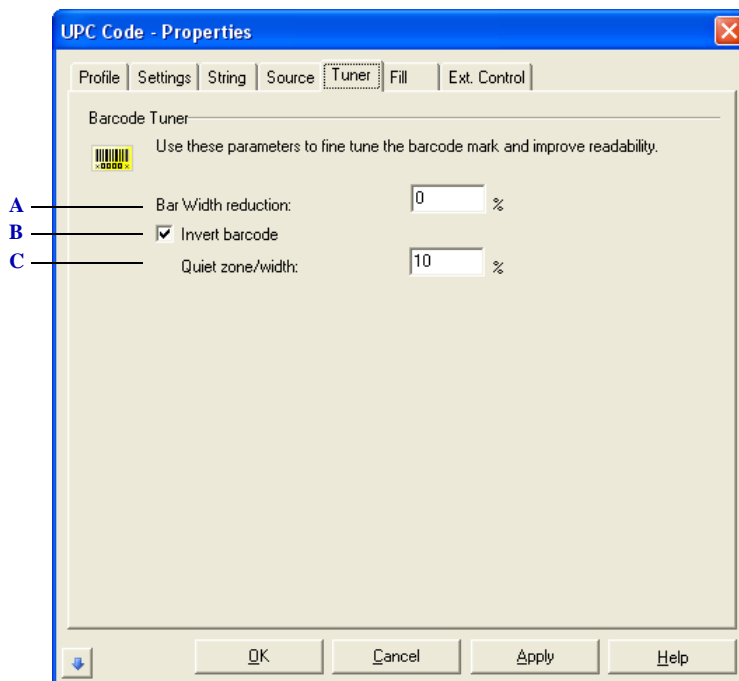 UPC Code - Properties
Profile Settings String Source Tuner Fill Ext. Control
Barcode Tuner
Use these parameters to fine tune the barcode mark and improve readability.
A Bar Width reduction: 0 %
B Invert barcode
C Quiet zone/width: 10 %
OK Cancel Apply Help